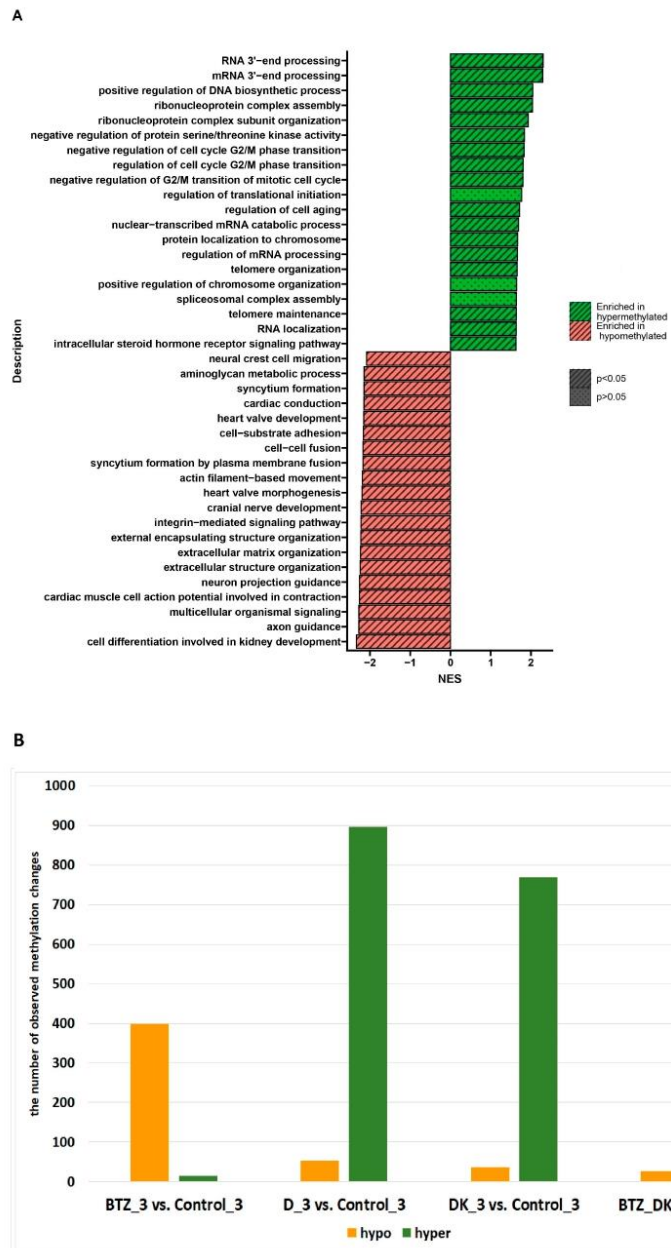 A
RNA 3'-end processing
mRNA 3'-end processing
positive regulation of DNA biosynthetic process
ribonucleoprotein complex assembly
ribonucleoprotein complex subunit organization
negative regulation of protein serine/threonine kinase activity
negative regulation of cell cycle G2/M phase transition
regulation of cell cycle G2/M phase transition
negative regulation of G2/M transition of mitotic cell cycle
regulation of translational initiation
regulation of cell aging
nuclear-transcribed mRNA catabolic process
protein localization to chromosome
regulation of mRNA processing
telomere organization
positive regulation of chromosome organization
spliceosomal complex assembly
telomere maintenance
RNA localization
intracellular steroid hormone receptor signaling pathway
neural crest cell migration
aminoglycan metabolic process
syncytium formation
cardiac conduction
heart valve development
cell-substrate adhesion
cell-cell fusion
syncytium formation by plasma membrane fusion
actin filament-based movement
heart valve morphogenesis
cranial nerve development
integrin-mediated signaling pathway
external encapsulating structure organization
extracellular matrix organization
extracellular structure organization
neuron projection guidance
cardiac muscle cell action potential involved in contraction
multicellular organismal signaling
axon guidance
cell differentiation involved in kidney development
Description
-2 -1 0 1 2
NES
Enriched in
hypermethylated
Enriched in
hypomethylated
p<0.05
p>0.05
B
the number of observed methylation changes
1000
900
800
700
600
500
400
300
200
100
0
BTZ_3 vs. Control_3 D_3 vs. Control_3 DK_3 vs. Control_3 BTZ_DK
hypo hyper